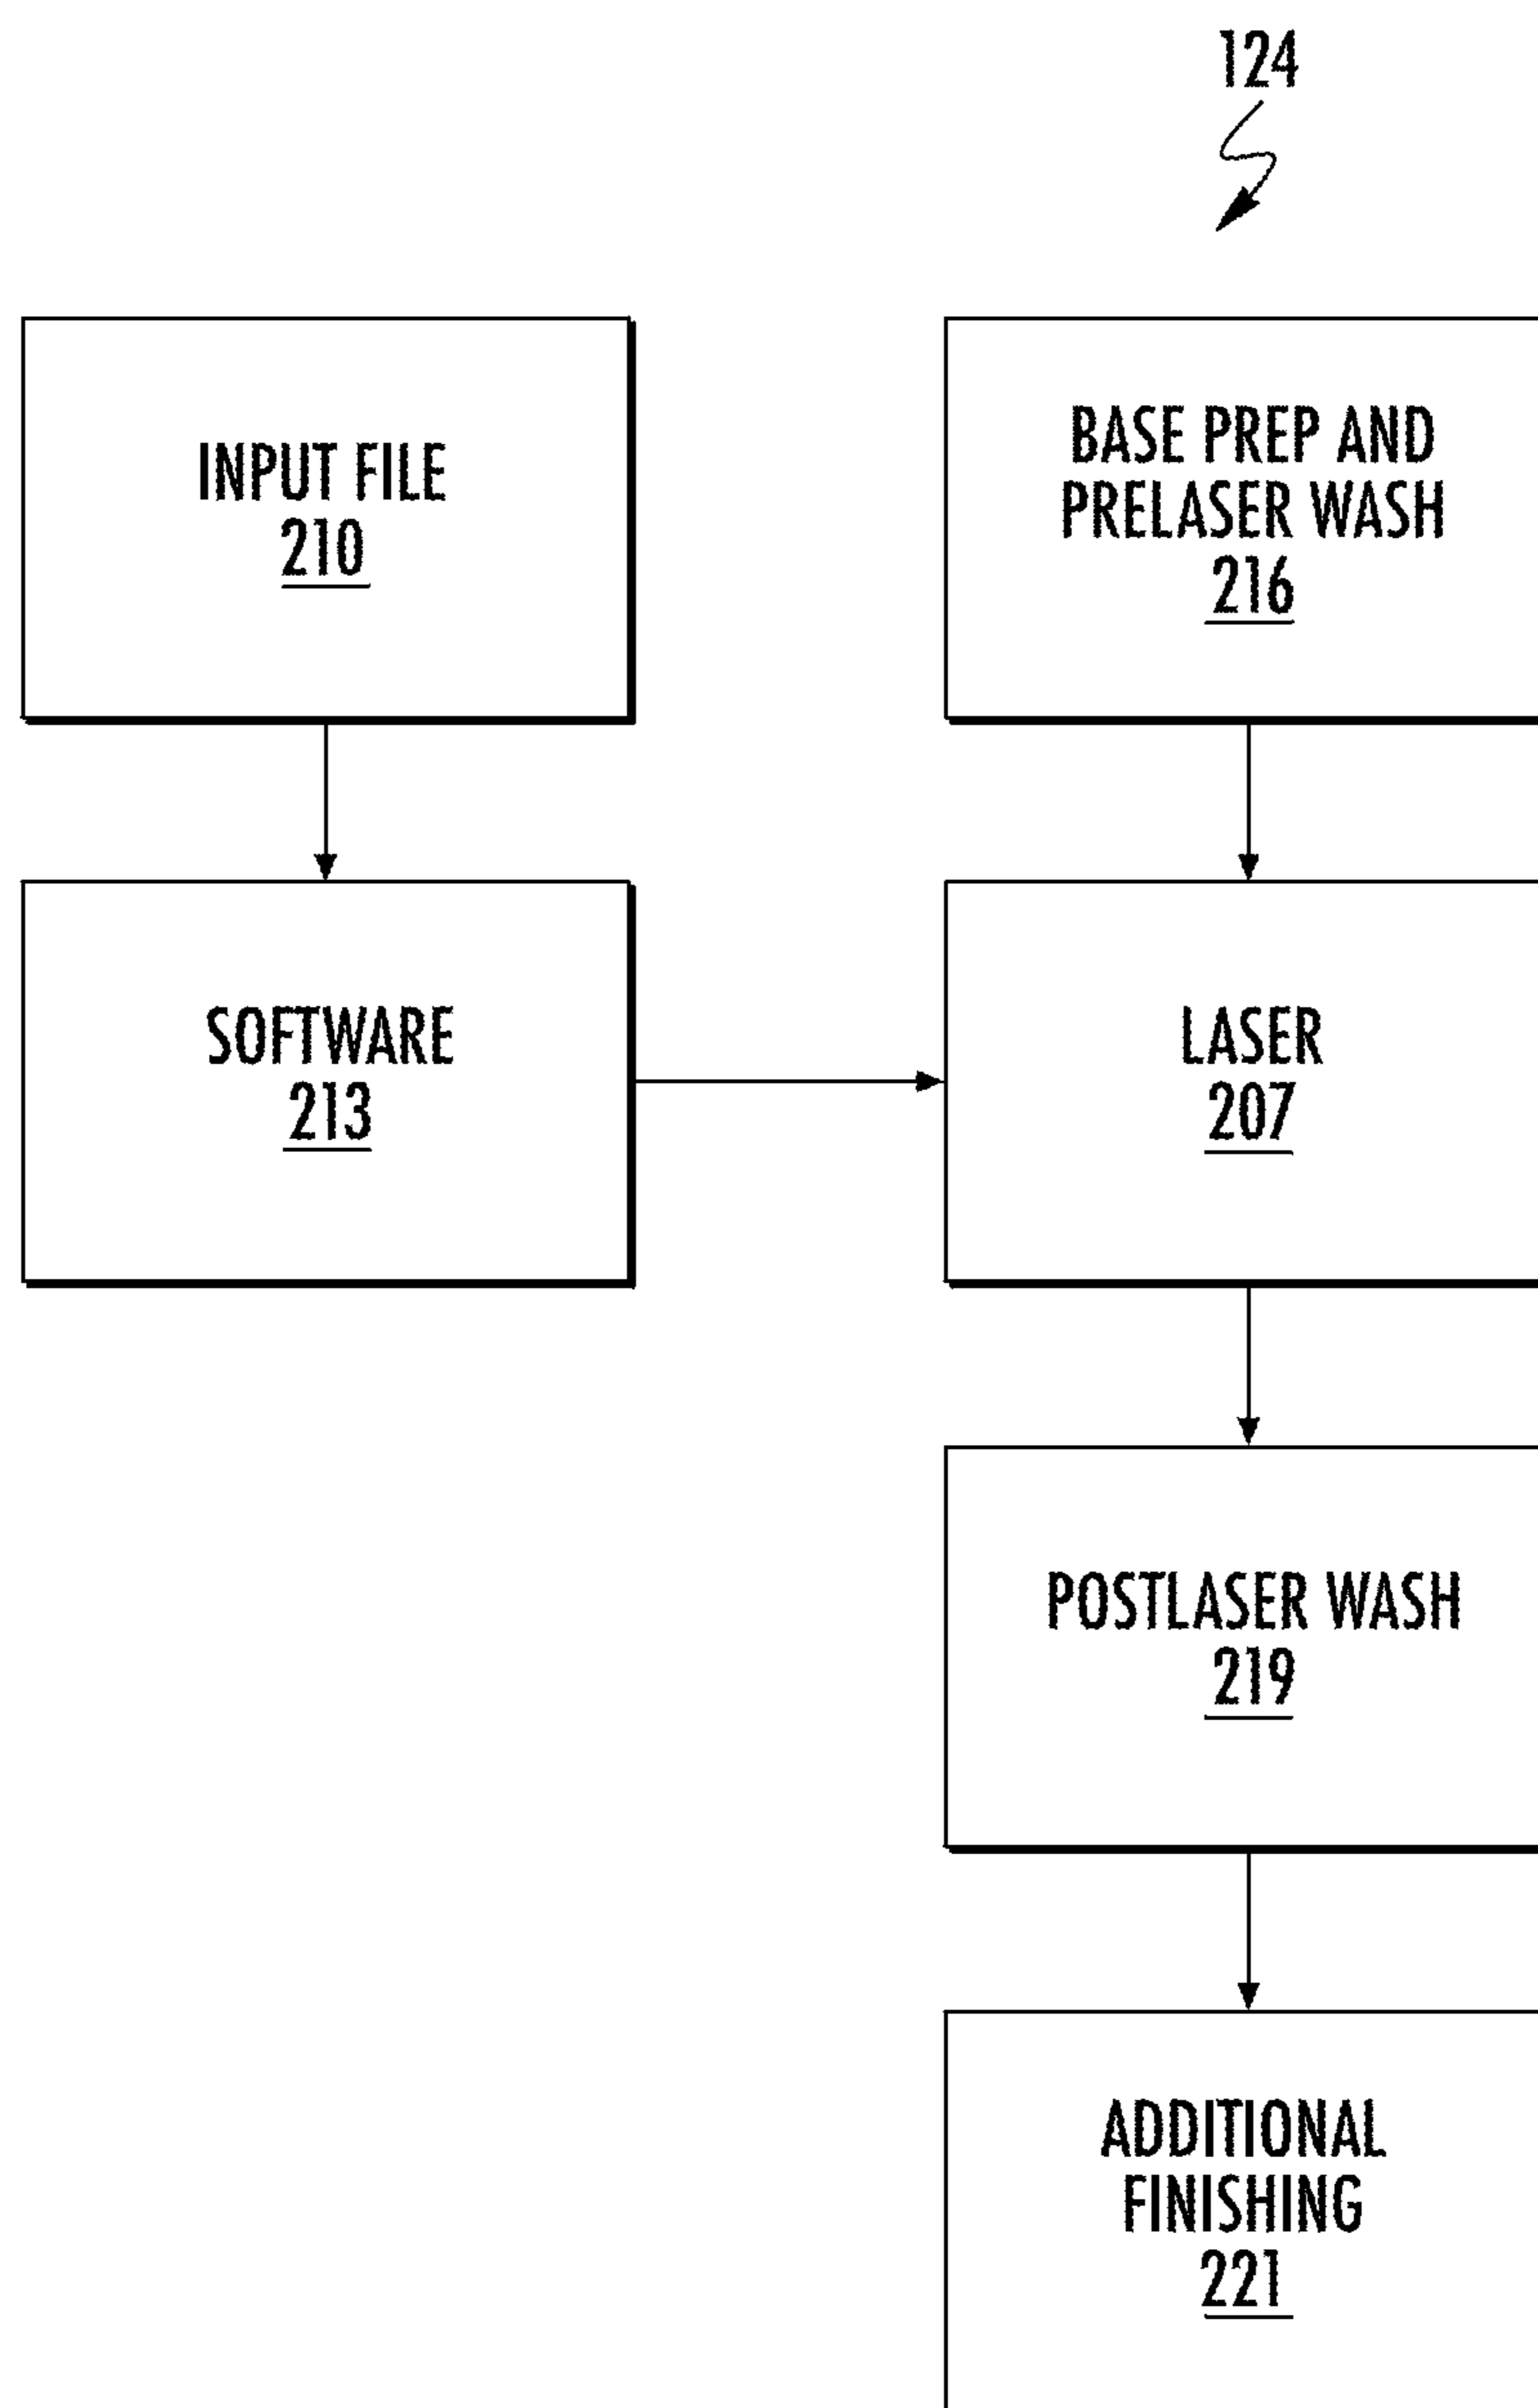 124
INPUT FILE
210
BASE PREP AND
PRELASER WASH
216
SOFTWARE
213
LASER
207
POSTLASER WASH
219
ADDITIONAL
FINISHING
221